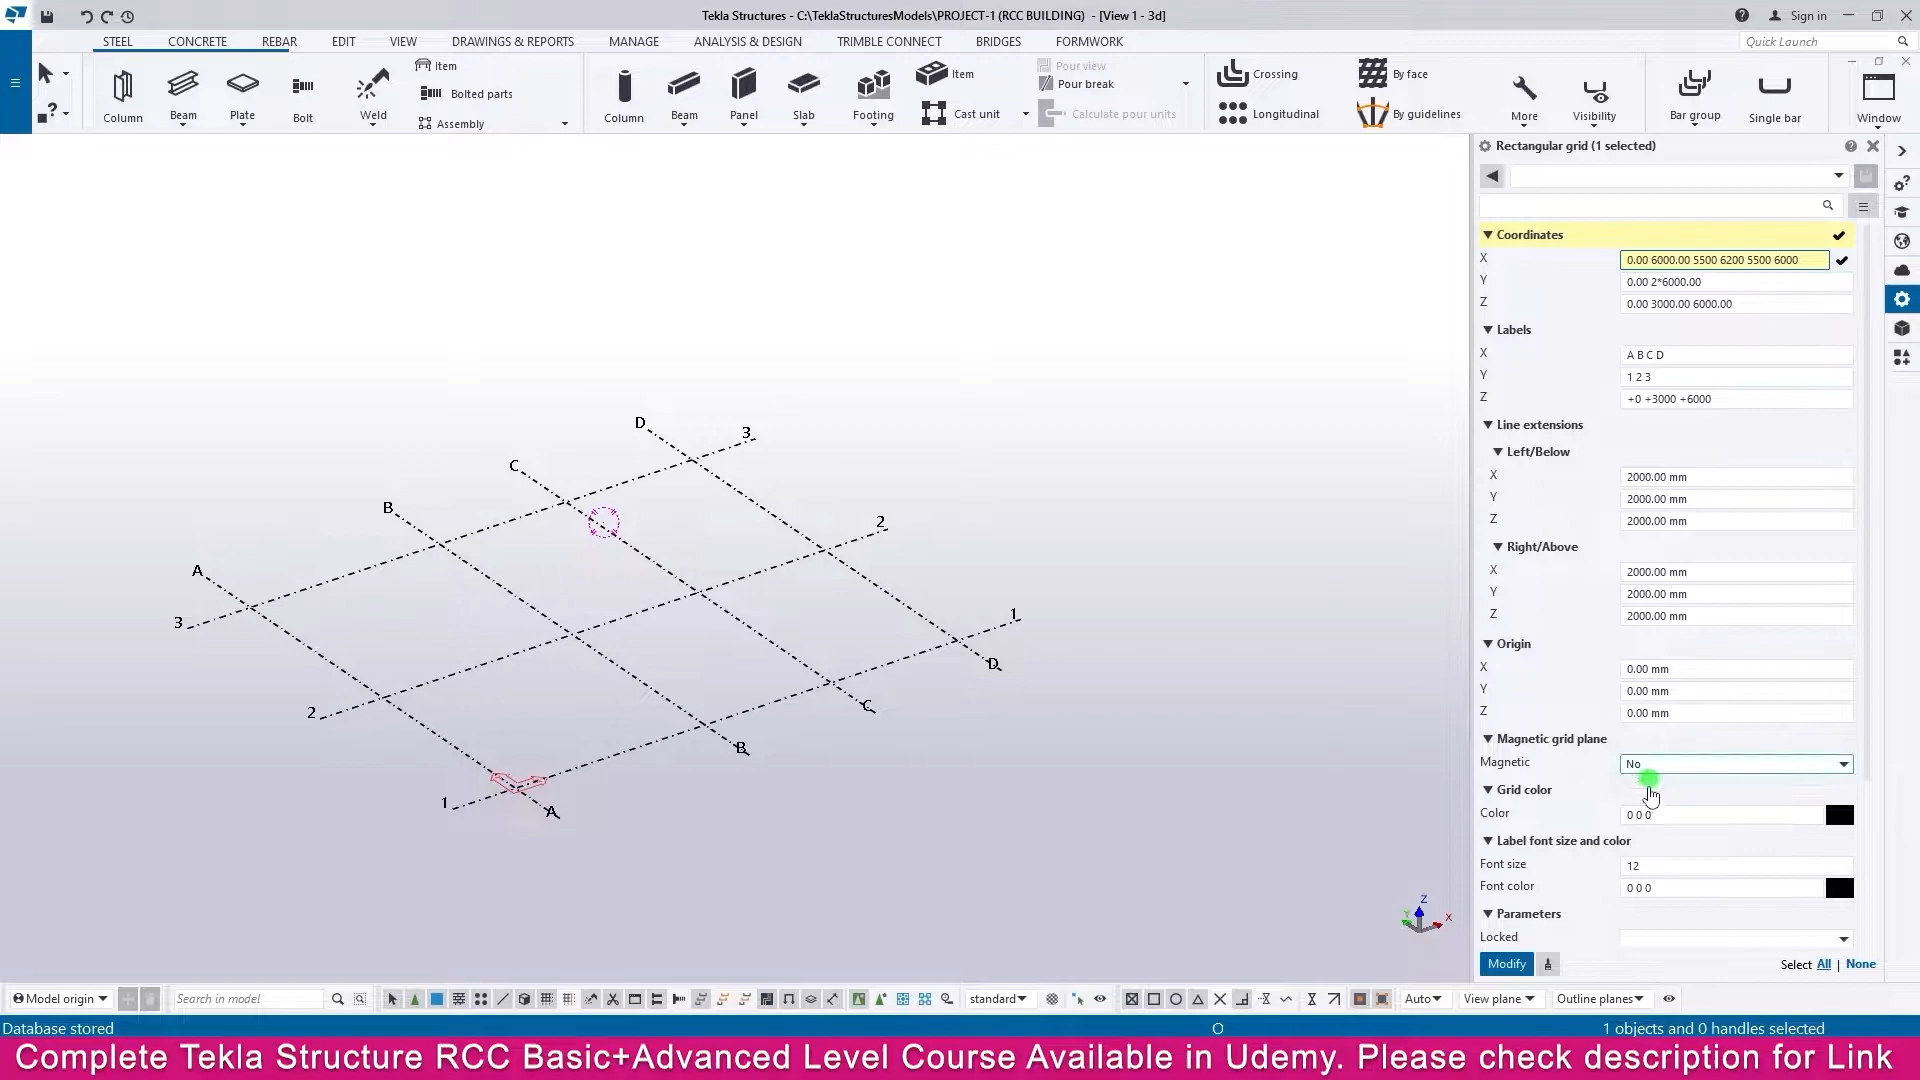 Tekla Structures - C:\TeklaStructuresModels\PROJECT-1 (RCC BUILDING) - [View 1 - 3d]
Sign in
STEEL CONCRETE REBAR EDIT VIEW DRAWINGS & REPORTS MANAGE ANALYSIS & DESIGN TRIMBLE CONNECT BRIDGES FORMWORK
Quick Launch
Column Beam Plate Bolt Weld
Item
Bolted parts
Assembly
Column Beam Panel Slab Footing
Item
Cast unit
Pour view
Pour break
Calculate pour units
Crossing
Longitudinal
By face
By guidelines
More Visibility Bar group Single bar Window
Rectangular grid (1 selected)
Coordinates
X 0.00 6000.00 5500 6200 5500 6000
Y 0.00 2*6000.00
Z 0.00 3000.00 6000.00
Labels
X A B C D
Y 1 2 3
Z +0 +3000 +6000
Line extensions
Left/Below
X 2000.00 mm
Y 2000.00 mm
Z 2000.00 mm
Right/Above
X 2000.00 mm
Y 2000.00 mm
Z 2000.00 mm
Origin
X 0.00 mm
Y 0.00 mm
Z 0.00 mm
Magnetic grid plane
Magnetic No
Grid color
Color 0 0 0
Label font size and color
Font size 12
Font color 0 0 0
Parameters
Locked
Modify Select All | None
D
3
C
B
2
A
3
1
D
2
C
B
1
A
Z
Y
X
Model origin Search in model standard Auto View plane Outline planes
Database stored O 1 objects and 0 handles selected
Complete Tekla Structure RCC Basic+Advanced Level Course Available in Udemy. Please check description for Link